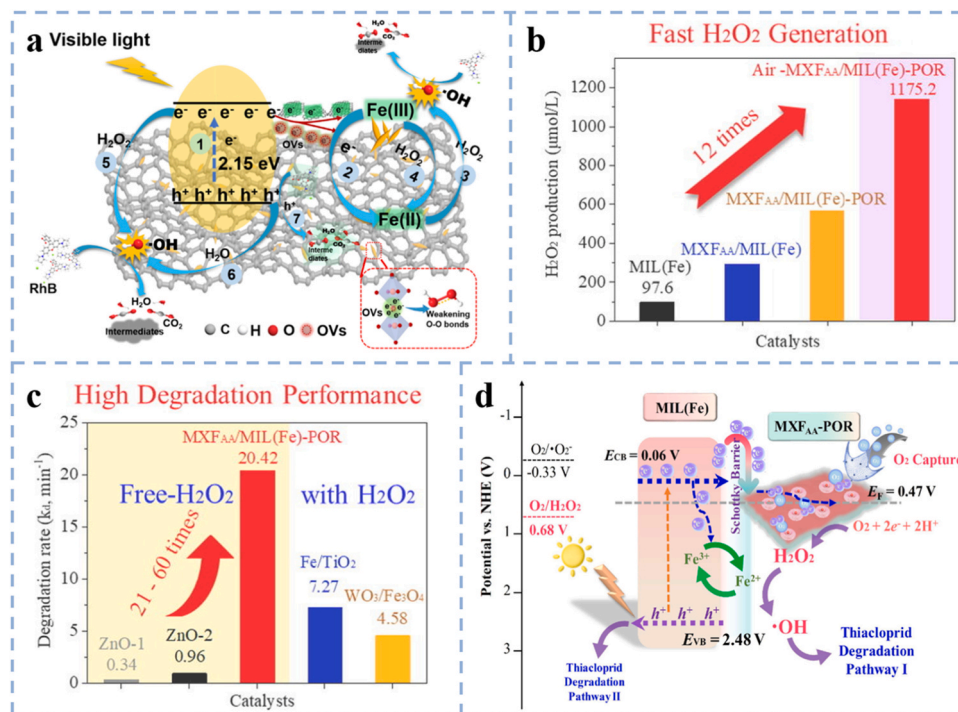 a
Visible light
H₂O
CO₂
Intermediates
·OH
e⁻ e⁻ e⁻ e⁻ e⁻
e⁻
e⁻
Fe(III)
OVs
H₂O₂
1
e⁻
2.15 eV
5
e⁻
2
H₂O₂
4
H₂O₂
3
h⁺ h⁺ h⁺ h⁺ h⁺
Fe(II)
h⁺
7
·OH
H₂O
6
H₂O
CO₂
Intermediates
RhB
H₂O
CO₂
Intermediates
OVs
Weakening
O-O bonds
C H O OVs
b
Fast H₂O₂ Generation
H₂O₂ production (μmol/L)
1200
1000
800
600
400
200
0
Air -MXFAA/MIL(Fe)-POR
1175.2
12 times
MXFAA/MIL(Fe)-POR
MXFAA/MIL(Fe)
MIL(Fe)
97.6
Catalysts
c
High Degradation Performance
Degradation rate (kₐ, min⁻¹)
25
20
15
10
5
0
MXFAA/MIL(Fe)-POR
20.42
Free-H₂O₂
with H₂O₂
21 - 60 times
Fe/TiO₂
7.27
WO₃/Fe₃O₄
4.58
ZnO-1
0.34
ZnO-2
0.96
Catalysts
d
Potential vs. NHE (V)
-1
0
1
2
3
MIL(Fe)
MXFAA-POR
O₂/•O₂⁻
-0.33 V
O₂/H₂O₂
0.68 V
ECB = 0.06 V
Schottky Barrier
O₂ Capture
EF = 0.47 V
O₂ + 2e⁻ + 2H⁺
H₂O₂
Fe³⁺
Fe²⁺
·OH
h⁺ h⁺ h⁺
EVB = 2.48 V
Thiacloprid
Degradation
Pathway II
Thiacloprid
Degradation
Pathway I